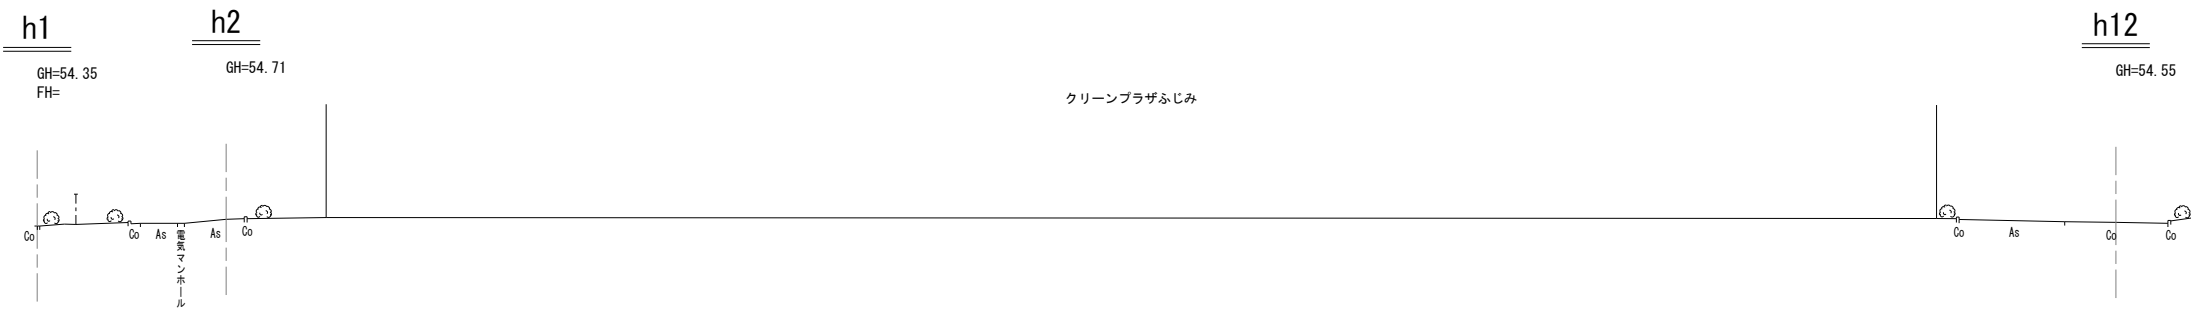 h1
GH=54.35
FH=
h2
GH=54.71
クリーンプラザふじみ
h12
GH=54.55
Co
Co
As
電気マンホール
As
Co
Co
As
Co
Co